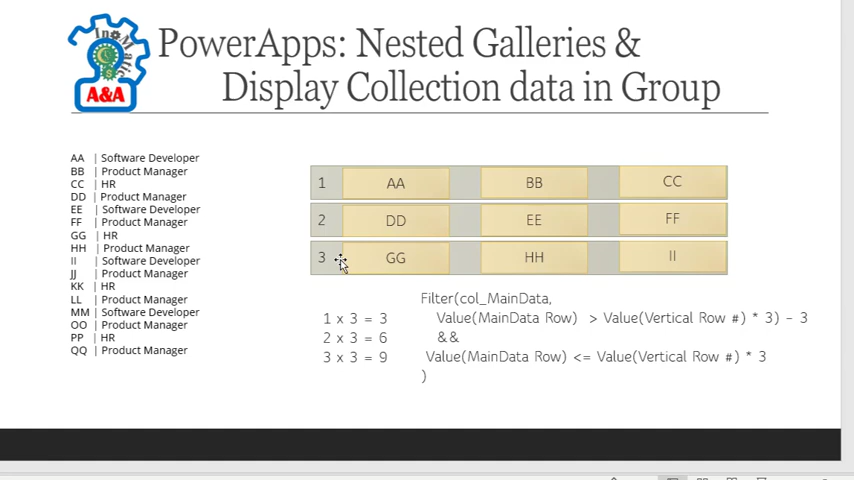 InoMatic
A&A
PowerApps: Nested Galleries &
Display Collection data in Group
AA | Software Developer
BB | Product Manager
CC | HR
DD | Product Manager
EE | Software Developer
FF | Product Manager
GG | HR
HH | Product Manager
II | Software Developer
JJ | Product Manager
KK | HR
LL | Product Manager
MM | Software Developer
OO | Product Manager
PP | HR
QQ | Product Manager
1 AA BB CC
2 DD EE FF
3 GG HH II
1 x 3 = 3
2 x 3 = 6
3 x 3 = 9
Filter(col_MainData,
Value(MainData Row) > Value(Vertical Row #) * 3) - 3
&&
Value(MainData Row) <= Value(Vertical Row #) * 3
)